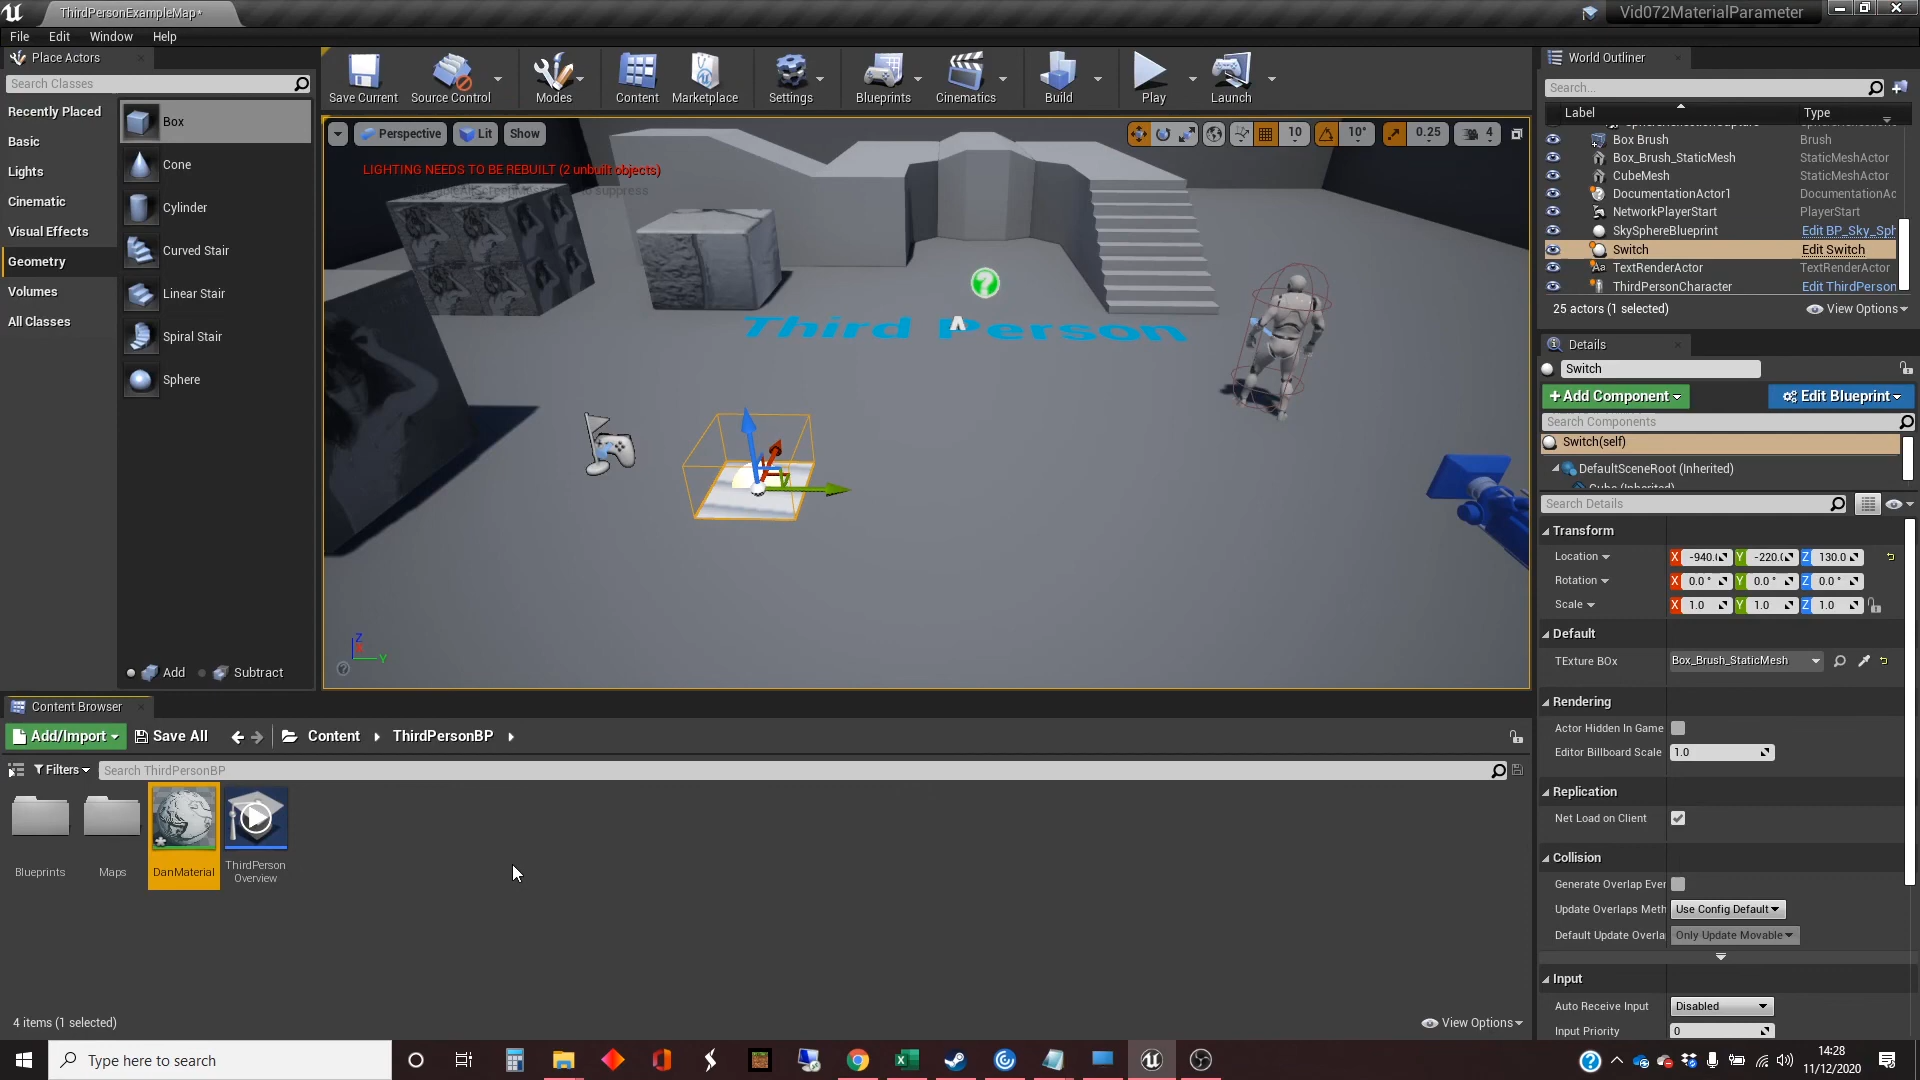 ThirdPersonExampleMap*
Vid072MaterialParameter
File Edit Window Help
Place Actors
Search Classes
Recently Placed
Basic
Lights
Cinematic
Visual Effects
Geometry
Volumes
All Classes
Box
Cone
Cylinder
Curved Stair
Linear Stair
Spiral Stair
Sphere
Add Subtract
Save Current Source Control Modes Content Marketplace Settings Blueprints Cinematics Build Play Launch
Perspective Lit Show
10 10° 0.25 4
LIGHTING NEEDS TO BE REBUILT (2 unbuilt objects)
to suppress
Third Person
Z
Y
World Outliner
Search...
Label Type
Box Brush Brush
Box_Brush_StaticMesh StaticMeshActor
CubeMesh StaticMeshActor
DocumentationActor1 DocumentationAc
NetworkPlayerStart PlayerStart
SkySphereBlueprint Edit BP_Sky_Sph
Switch Edit Switch
TextRenderActor TextRenderActor
ThirdPersonCharacter Edit ThirdPerson
25 actors (1 selected) View Options
Details
Switch
+Add Component Edit Blueprint
Search Components
Switch(self)
DefaultSceneRoot (Inherited)
Cube (Inherited)
Search Details
Transform
Location X -940.0 Y -220.0 Z 130.0
Rotation X 0.0 ° Y 0.0 ° Z 0.0 °
Scale X 1.0 Y 1.0 Z 1.0
Default
TExture BOx Box_Brush_StaticMesh
Rendering
Actor Hidden In Game
Editor Billboard Scale 1.0
Replication
Net Load on Client
Collision
Generate Overlap Ever
Update Overlaps Meth Use Config Default
Default Update Overla Only Update Movable
Input
Auto Receive Input Disabled
Input Priority 0
Content Browser
Add/Import Save All Content ThirdPersonBP
Filters Search ThirdPersonBP
Blueprints
Maps
DanMaterial
ThirdPerson
Overview
4 items (1 selected) View Options
Type here to search
14:28
11/12/2020